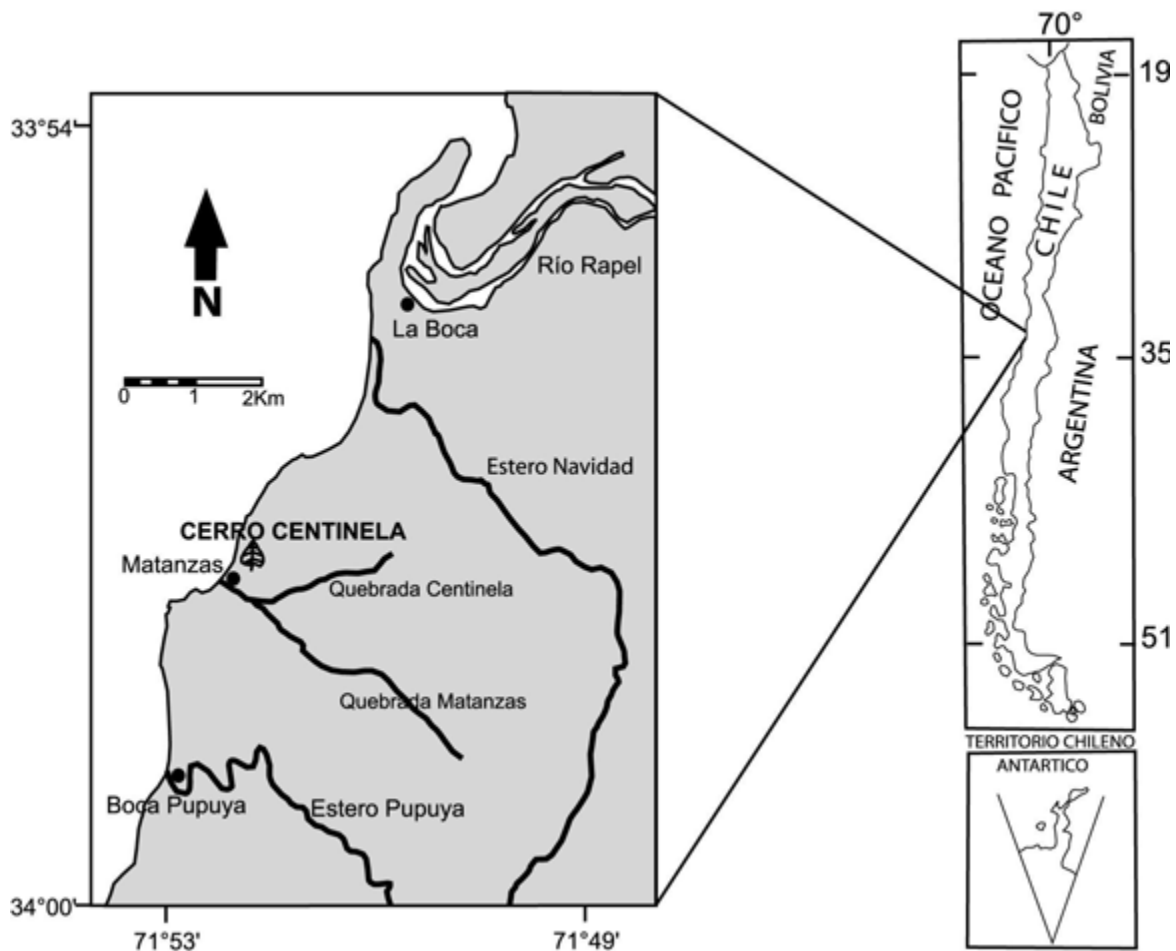 33°54'
N
0 1 2Km
Río Rapel
La Boca
Estero Navidad
CERRO CENTINELA
Matanzas
Quebrada Centinela
Quebrada Matanzas
Boca Pupuya
Estero Pupuya
34°00'
71°53'
71°49'
70°
19
BOLIVIA
OCEANO PACIFICO
CHILE
35
ARGENTINA
51
TERRITORIO CHILENO
ANTARTICO